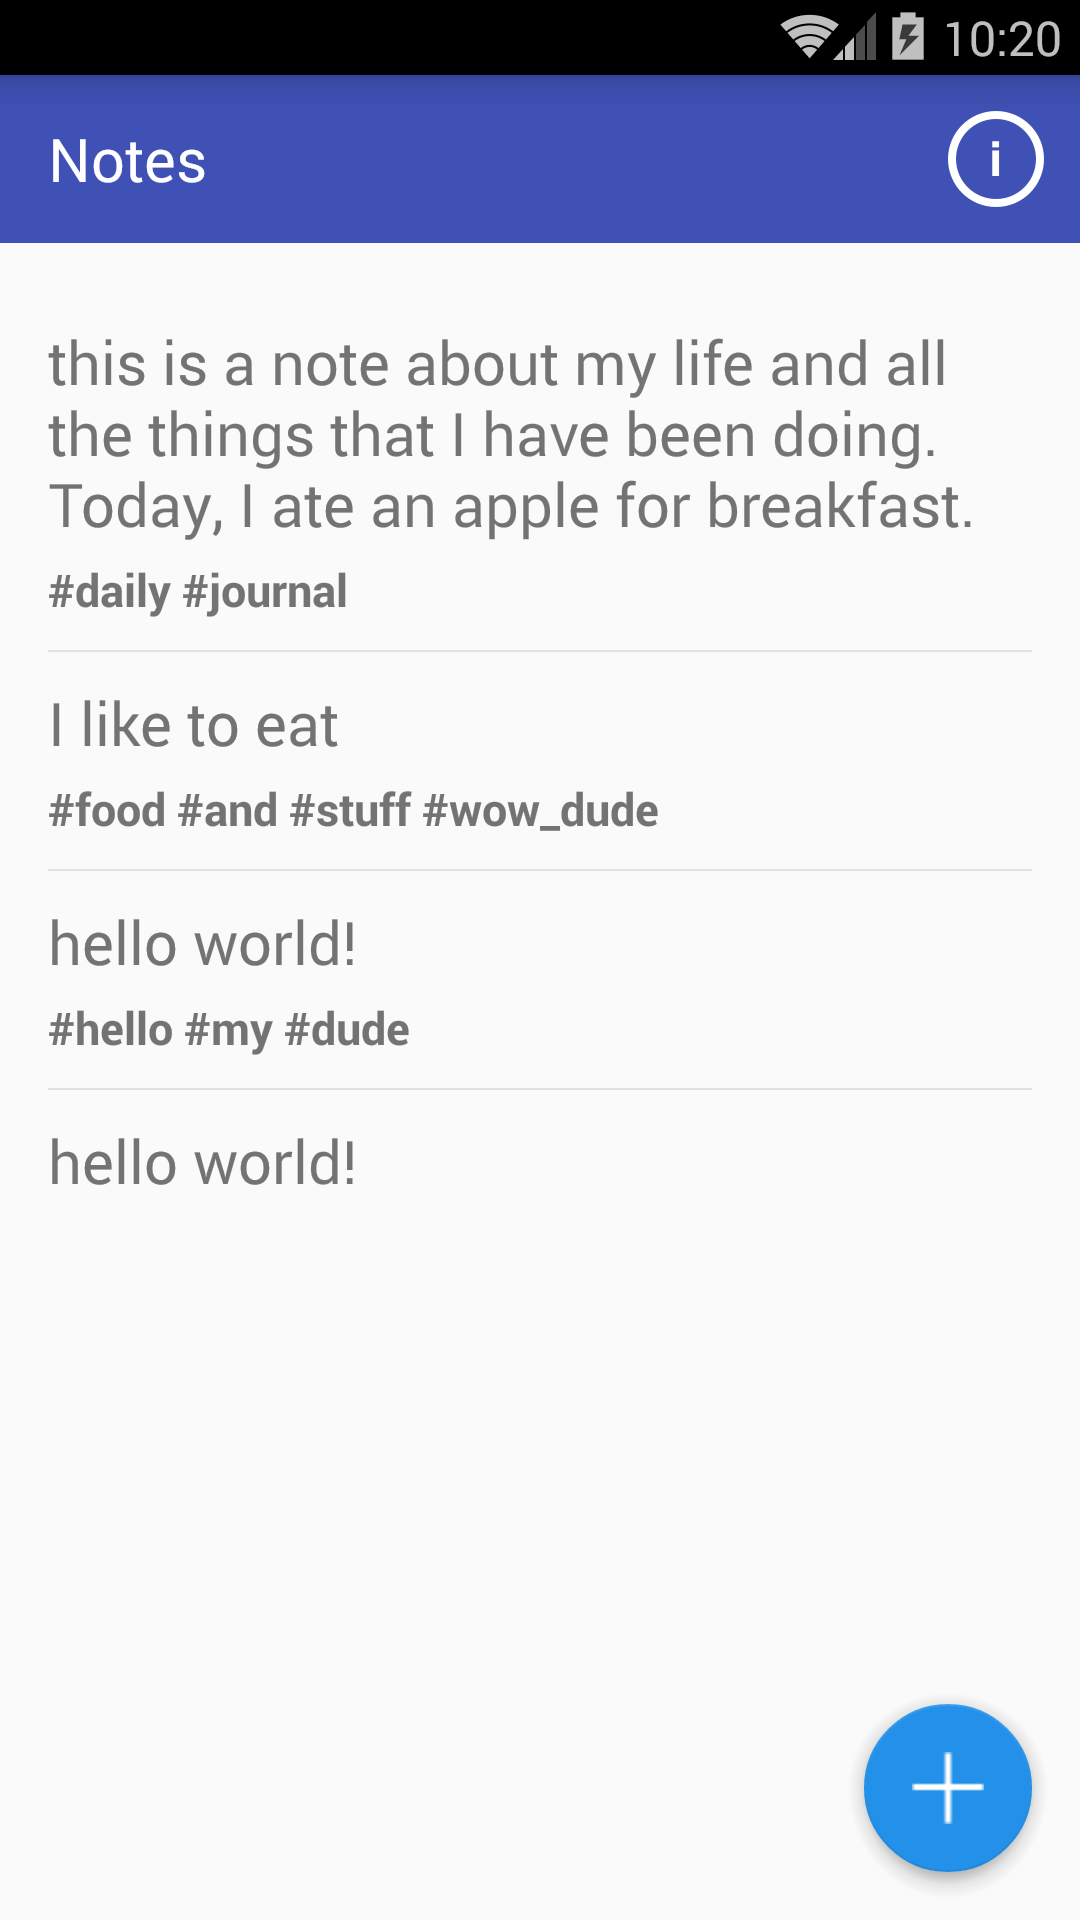 10:20
Notes
i
this is a note about my life and all
the things that I have been doing.
Today, I ate an apple for breakfast.
#daily #journal
I like to eat
#food #and #stuff #wow_dude
hello world!
#hello #my #dude
hello world!